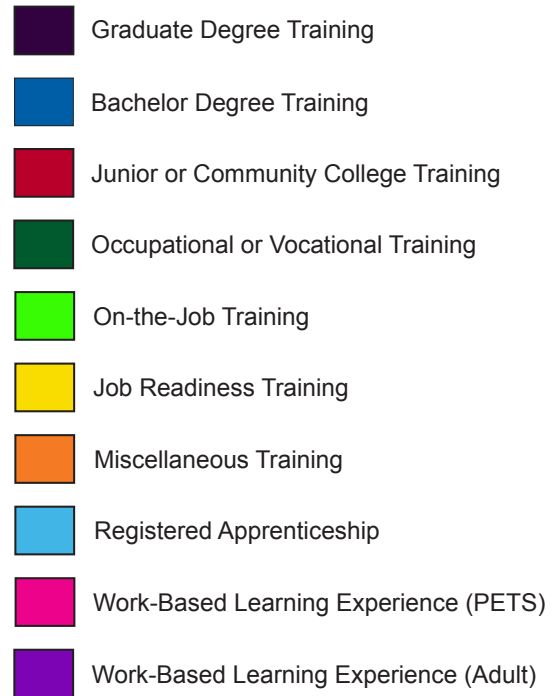 Graduate Degree Training
Bachelor Degree Training
Junior or Community College Training
Occupational or Vocational Training
On-the-Job Training
Job Readiness Training
Miscellaneous Training
Registered Apprenticeship
Work-Based Learning Experience (PETS)
Work-Based Learning Experience (Adult)